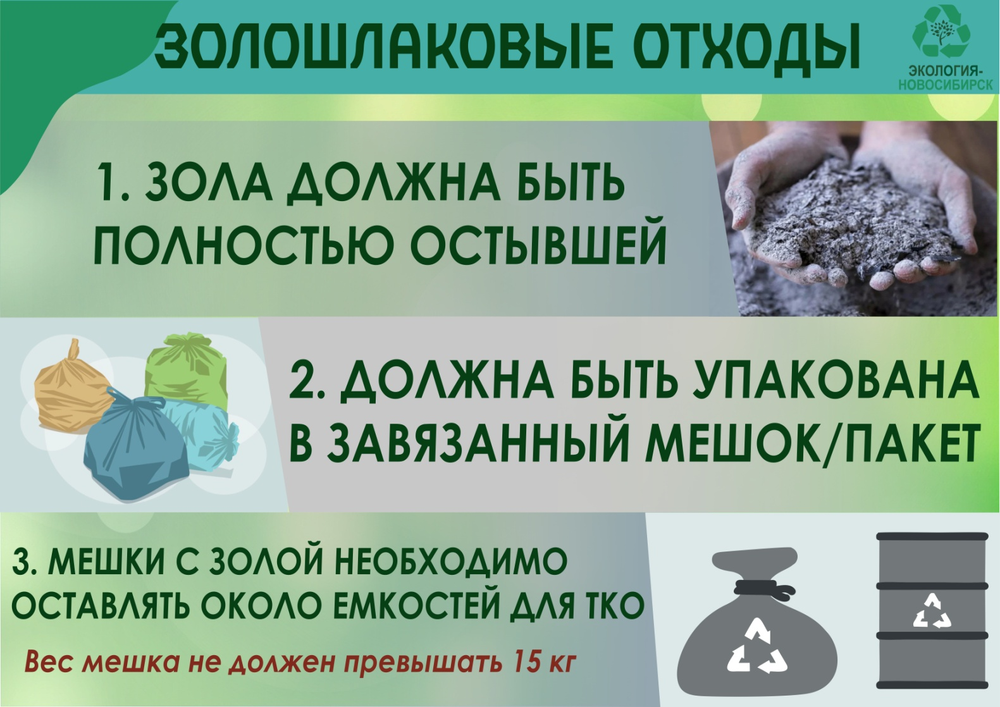 ЗОЛОШЛАКОВЫЕ ОТХОДЫ
ЭКОЛОГИЯ-
НОВОСИБИРСК
1. ЗОЛА ДОЛЖНА БЫТЬ
ПОЛНОСТЬЮ ОСТЫВШЕЙ
2. ДОЛЖНА БЫТЬ УПАКОВАНА
В ЗАВЯЗАННЫЙ МЕШОК/ПАКЕТ
3. МЕШКИ С ЗОЛОЙ НЕОБХОДИМО
ОСТАВЛЯТЬ ОКОЛО ЕМКОСТЕЙ ДЛЯ ТКО
Вес мешка не должен превышать 15 кг